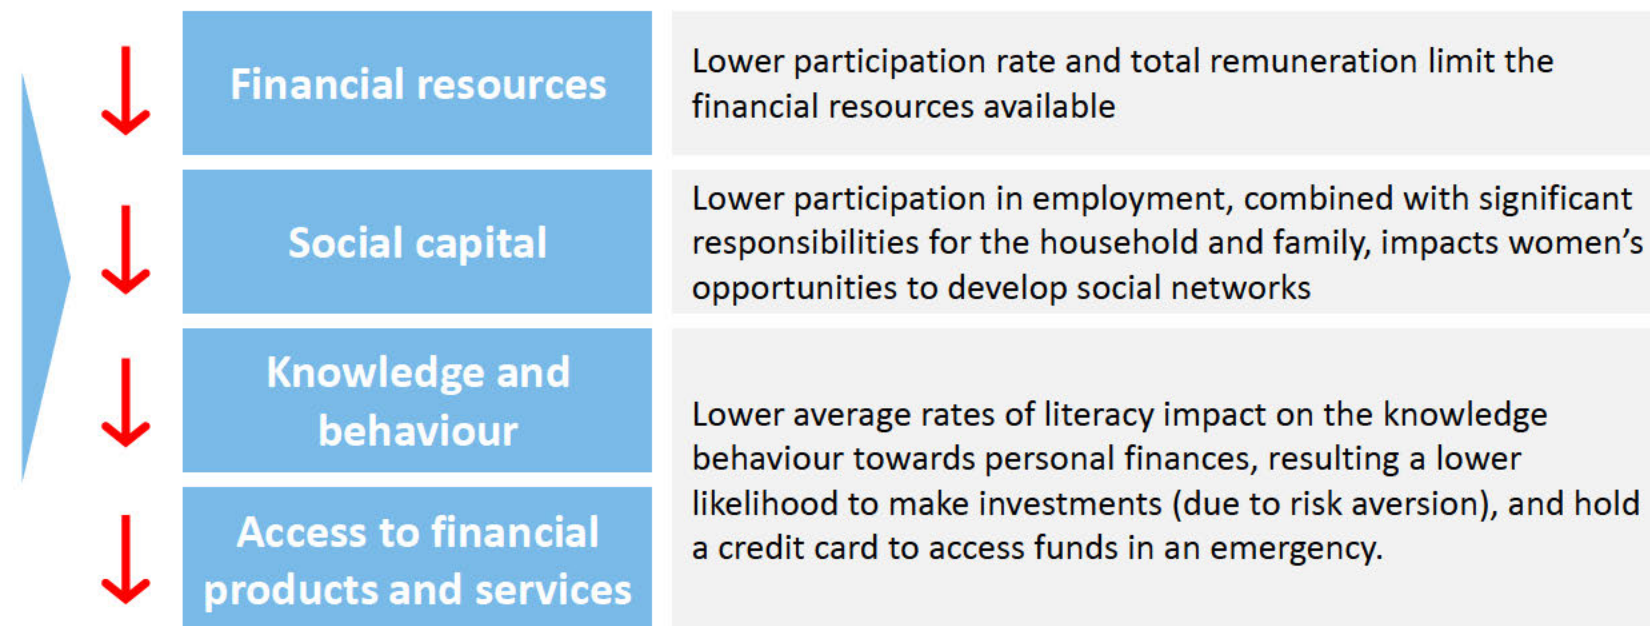 Financial resources
Lower participation rate and total remuneration limit the
financial resources available
Social capital
Lower participation in employment, combined with significant
responsibilities for the household and family, impacts women's
opportunities to develop social networks
Knowledge and
behaviour
Access to financial
products and services
Lower average rates of literacy impact on the knowledge
behaviour towards personal finances, resulting a lower
likelihood to make investments (due to risk aversion), and hold
a credit card to access funds in an emergency.